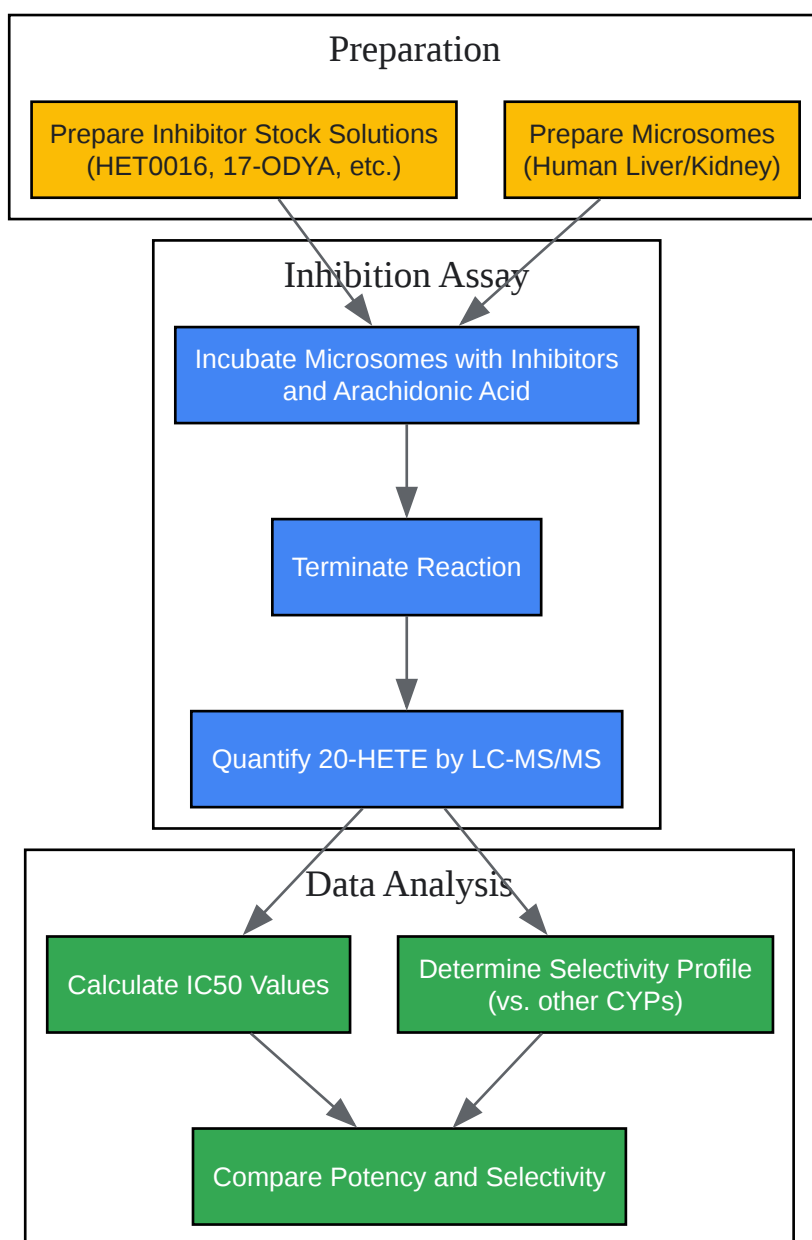 Preparation
Prepare Inhibitor Stock Solutions
(HET0016, 17-ODYA, etc.)
Prepare Microsomes
(Human Liver/Kidney)
Inhibition Assay
Incubate Microsomes with Inhibitors
and Arachidonic Acid
Terminate Reaction
Quantify 20-HETE by LC-MS/MS
Data Analysis
Calculate IC50 Values
Determine Selectivity Profile
(vs. other CYPs)
Compare Potency and Selectivity